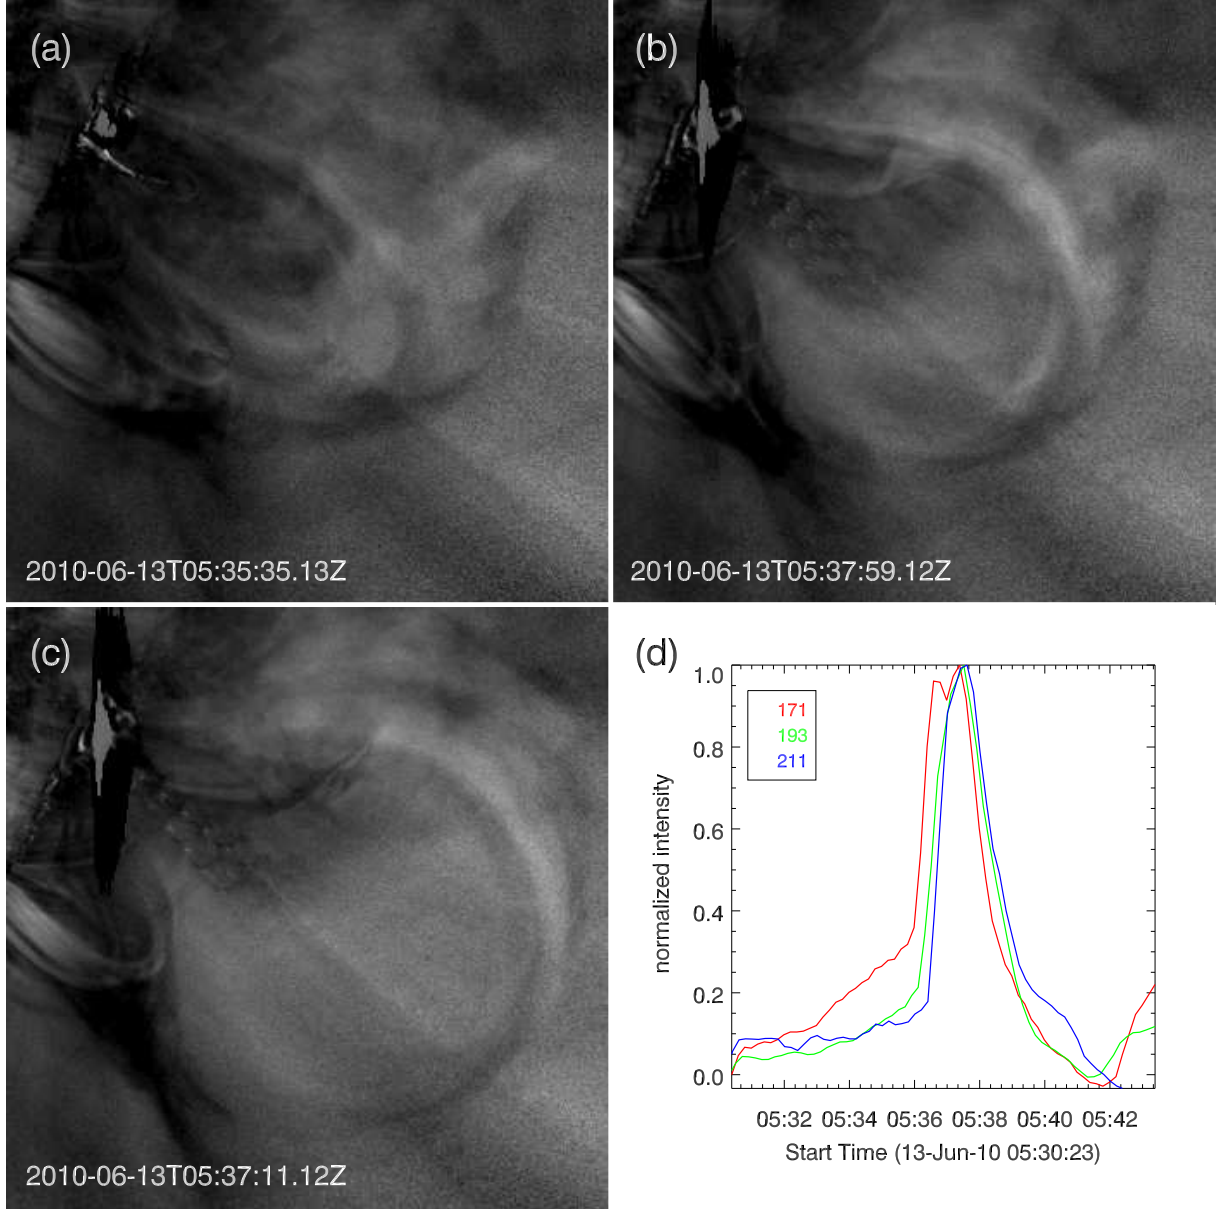 (a)
2010-06-13T05:35:35.13Z
(b)
2010-06-13T05:37:59.12Z
(c)
2010-06-13T05:37:11.12Z
(d)
1.0
0.8
0.6
0.4
0.2
0.0
normalized intensity
171
193
211
05:32 05:34 05:36 05:38 05:40 05:42
Start Time (13-Jun-10 05:30:23)